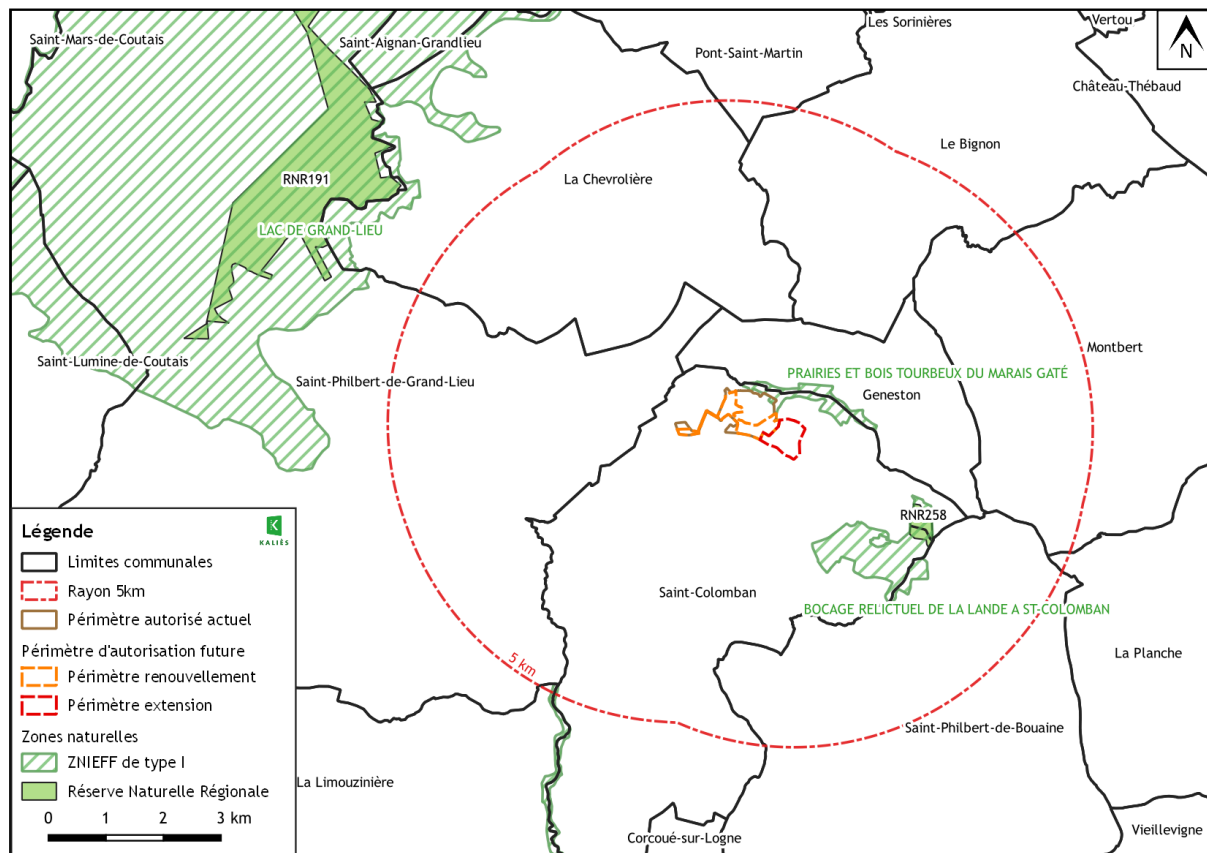 Les Sorinières
Vertou
Saint-Mars-de-Coutais
Saint-Aignan-Grandlieu
Pont-Saint-Martin
N
Château-Thébaud
Le Bignon
RNR191
La Chevrolière
LAC DE GRAND-LIEU
Montbert
Saint-Lumine-de-Coutais
Saint-Philbert-de-Grand-Lieu
PRAIRIES ET BOIS TOURBEUX DU MARAIS GATÉ
Geneston
RNR258
Saint-Colomban
BOCAGE RELICTUEL DE LA LANDE A ST-COLOMBAN
La Planche
5 km
Saint-Philbert-de-Bouaine
La Limouzinière
Corcoué-sur-Logne
Vieillevigne
Légende
KALIÈS
Limites communales
Rayon 5km
Périmètre autorisé actuel
Périmètre d'autorisation future
Périmètre renouvellement
Périmètre extension
Zones naturelles
ZNIEFF de type I
Réserve Naturelle Régionale
0 1 2 3 km